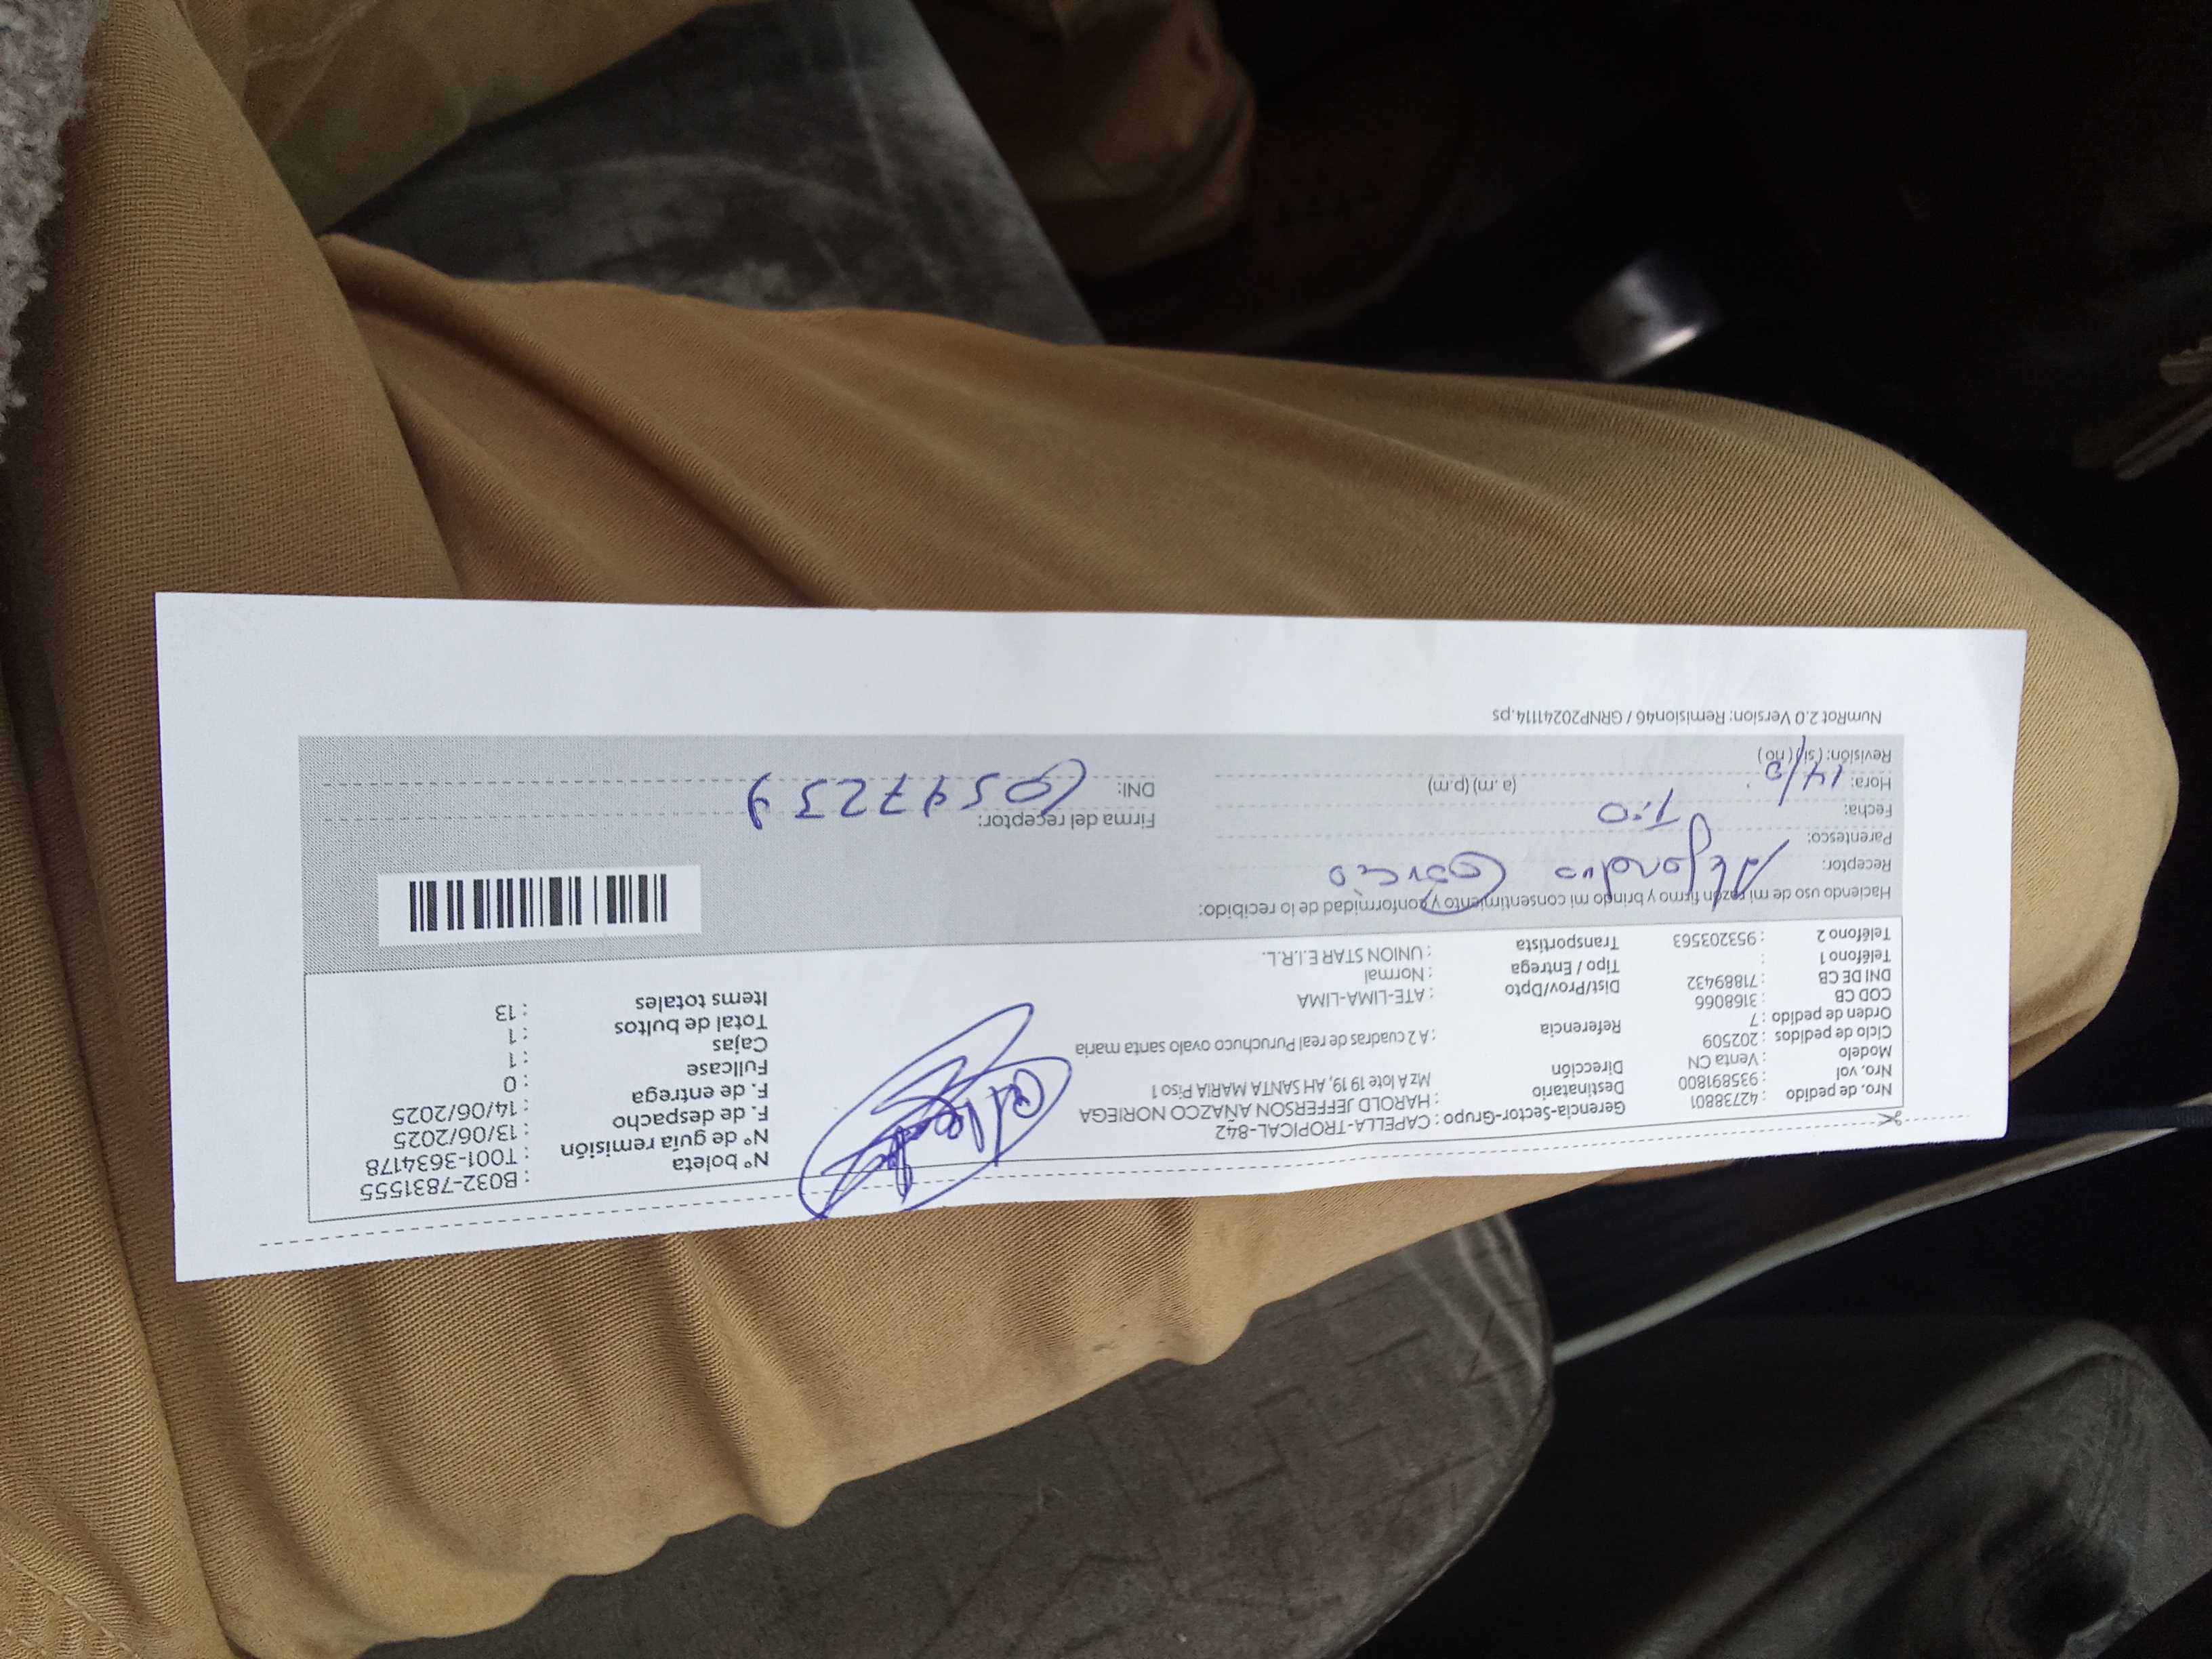 Nro. de pedido : 42738801
Nro. val : 935891800
Modelo : Venta CN
Ciclo de pedidos : 202509
Orden de pedido : 7
COD CB : 3168066
DNI DE CB : 71889432
Teléfono 1 :
Teléfono 2 : 953203563
Gerencia-Sector-Grupo : CAPELLA-TROPICAL-842
Destinatario : HAROLD JEFFERSON AÑAZCO NORIEGA
Dirección Mz A lote 19 19, AH SANTA MARIA Piso 1
Referencia : A 2 cuadras de real Puruchuco ovalo santa maria
Dist/Prov/Dpto : ATE-LIMA-LIMA
Tipo / Entrega : Normal
Transportista : UNION STAR E.I.R.L.
N° boleta : B032-7831555
N° de guía remisión : T001-3634178
F. de despacho : 13/06/2025
F. de entrega : 14/06/2025
Fullcase : 0
Cajas : 1
Total de bultos : 1
Items totales : 13
Haciendo uso de mi razón firmo y brindo mi consentimiento y conformidad de lo recibido:
Receptor: Alejandro
Parentesco: Tio
Fecha:
Hora: (a.m) (p.m)
Revisión: ( si ) ( no )
Firma del receptor:
DNI:
NumRot 2.0 Version: Remision46 / GRNP20241114.ps